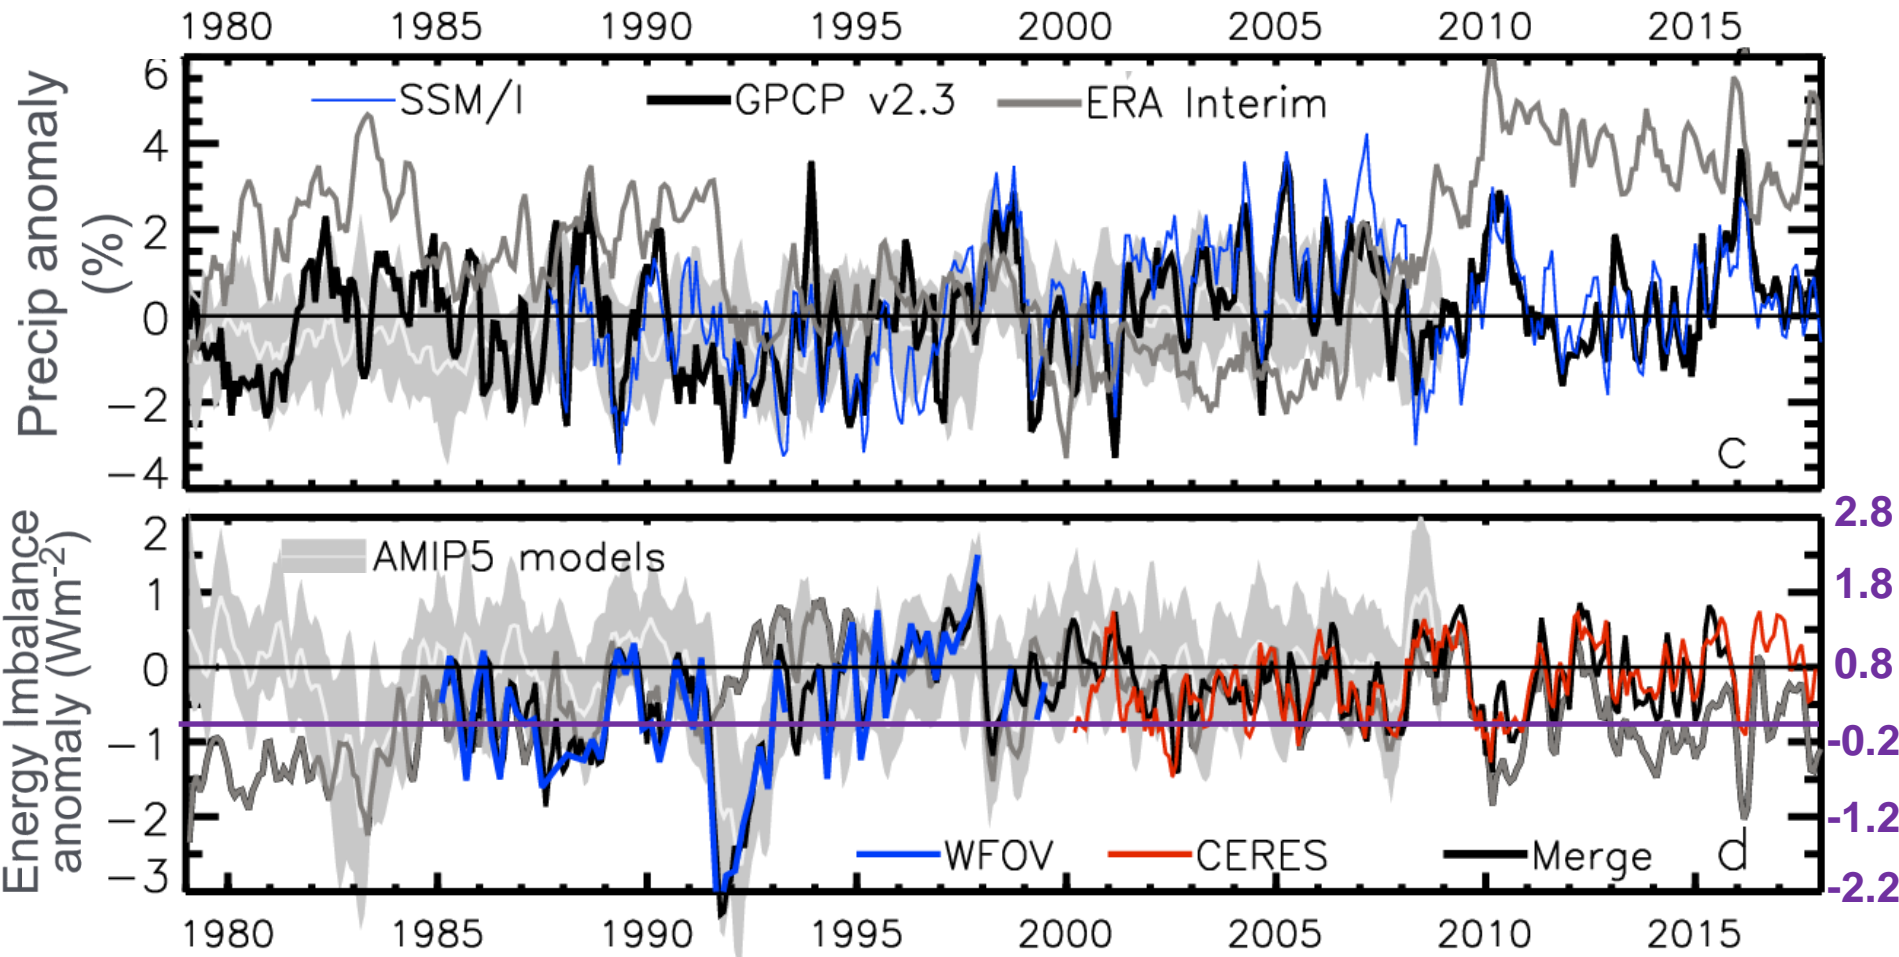 1980 1985 1990 1995 2000 2005 2010 2015
Precip anomaly
(%)
6
4
2
0
−2
−4
SSM/I GPCP v2.3 ERA Interim
c
Energy Imbalance
anomaly (Wm-2)
2
1
0
−1
−2
−3
AMIP5 models
WFOV CERES Merge d
2.8
1.8
0.8
-0.2
-1.2
-2.2
1980 1985 1990 1995 2000 2005 2010 2015